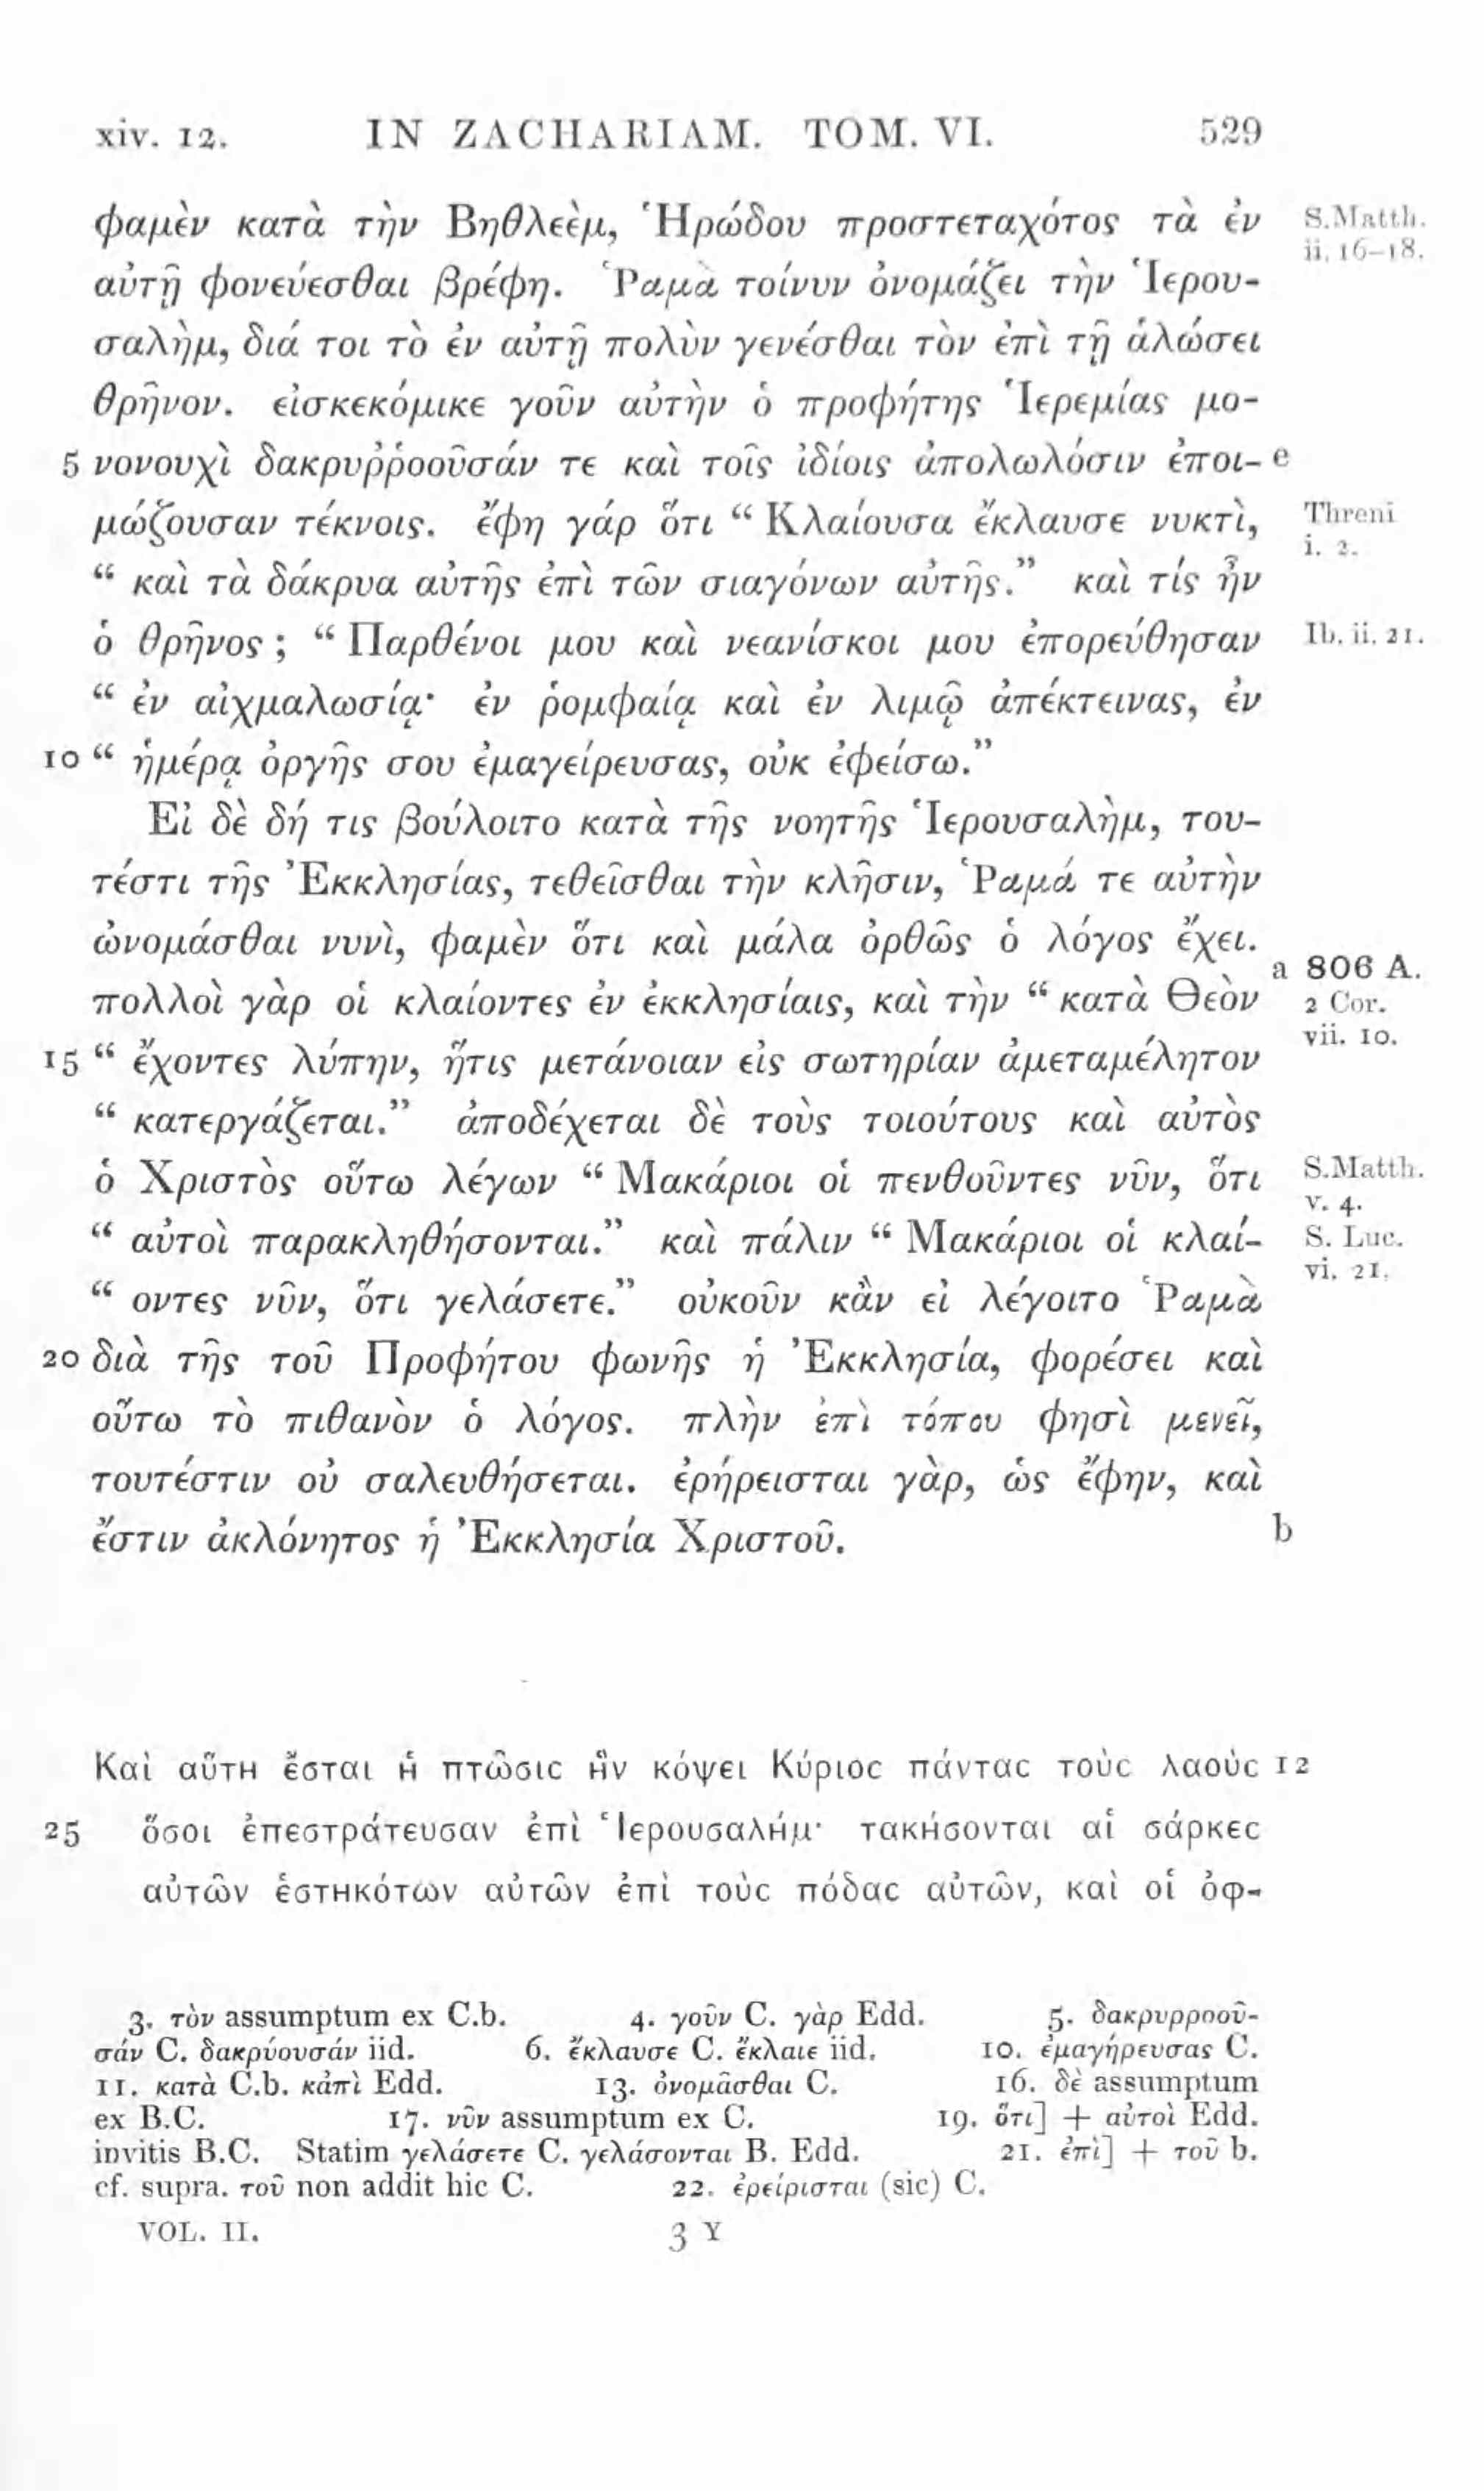 xiv. 12. IN ZACHARIAM. TOM. VI. 529
φαμὲν κατὰ τὴν Βηθλεὲμ, Ἡρώδου προστεταχότος τὰ ἐν S.Matth. ii. 16–18.
αὐτῇ φονεύεσθαι βρέφη. Ῥαμὰ τοίνυν ὀνομάζει τὴν Ἱερου-
σαλὴμ, διά τοι τὸ ἐν αὐτῇ πολὺν γενέσθαι τὸν ἐπὶ τῇ ἁλώσει
θρῆνον. εἰσκεκόμικε γοῦν αὐτὴν ὁ προφήτης Ἱερεμίας μο-
5 νονουχὶ δακρυῤῥοοῦσάν τε καὶ τοῖς ἰδίοις ἀπολωλόσιν ἐποι- e
μώζουσαν τέκνοις. ἔφη γάρ ὅτι “ Κλαίουσα ἔκλαυσε νυκτὶ, Threni i. 2.
“ καὶ τὰ δάκρυα αὐτῆς ἐπὶ τῶν σιαγόνων αὐτῆς.” καὶ τίς ἦν
ὁ θρῆνος ; “ Παρθένοι μου καὶ νεανίσκοι μου ἐπορεύθησαν Ib. ii. 21.
“ ἐν αἰχμαλωσίᾳ· ἐν ῥομφαίᾳ καὶ ἐν λιμῷ ἀπέκτεινας, ἐν
10 “ ἡμέρᾳ ὀργῆς σου ἐμαγείρευσας, οὐκ ἐφείσω.”
Εἰ δὲ δή τις βούλοιτο κατὰ τῆς νοητῆς Ἱερουσαλὴμ, του-
τέστι τῆς Ἐκκλησίας, τεθεῖσθαι τὴν κλῆσιν, Ῥαμά τε αὐτὴν
ὠνομάσθαι νυνὶ, φαμὲν ὅτι καὶ μάλα ὀρθῶς ὁ λόγος ἔχει.
a 806 A.
πολλοὶ γὰρ οἱ κλαίοντες ἐν ἐκκλησίαις, καὶ τὴν “ κατὰ Θεὸν 2 Cor. vii. 10.
15 “ ἔχοντες λύπην, ἥτις μετάνοιαν εἰς σωτηρίαν ἀμεταμέλητον
“ κατεργάζεται.” ἀποδέχεται δὲ τοὺς τοιούτους καὶ αὐτὸς
ὁ Χριστὸς οὕτω λέγων “ Μακάριοι οἱ πενθοῦντες νῦν, ὅτι S.Matth. v. 4.
“ αὐτοὶ παρακληθήσονται.” καὶ πάλιν “ Μακάριοι οἱ κλαί- S. Luc. vi. 21.
“ οντες νῦν, ὅτι γελάσετε.” οὐκοῦν κἂν εἰ λέγοιτο Ῥαμὰ
20 διὰ τῆς τοῦ Προφήτου φωνῆς ἡ Ἐκκλησία, φορέσει καὶ
οὕτω τὸ πιθανὸν ὁ λόγος. πλὴν ἐπὶ τόπου φησὶ μενεῖ,
τουτέστιν οὐ σαλευθήσεται. ἐρήρεισται γὰρ, ὡς ἔφην, καὶ
ἔστιν ἀκλόνητος ἡ Ἐκκλησία Χριστοῦ. b
Καὶ αὕτη ἔσται ἡ πτῶσις ἣν κόψει Κύριος πάντας τοὺς λαοὺς 12
25 ὅσοι ἐπεστράτευσαν ἐπὶ Ἱερουσαλήμ· τακήσονται αἱ σάρκες
αὐτῶν ἑστηκότων αὐτῶν ἐπὶ τοὺς πόδας αὐτῶν, καὶ οἱ ὀφ-
3. τὸν assumptum ex C.b. 4. γοῦν C. γὰρ Edd. 5. δακρυρροοῦ-
σάν C. δακρύουσάν iid. 6. ἔκλαυσε C. ἔκλαιε iid. 10. ἐμαγήρευσας C.
11. κατὰ C.b. κἀπὶ Edd. 13. ὀνομᾶσθαι C. 16. δὲ assumptum
ex B.C. 17. νῦν assumptum ex C. 19. ὅτι] + αὐτοὶ Edd.
invitis B.C. Statim γελάσετε C. γελάσονται B. Edd. 21. ἐπὶ] + τοῦ b.
cf. supra. τοῦ non addit hic C. 22. ἐρείρισται (sic) C.
VOL. II. 3 Y